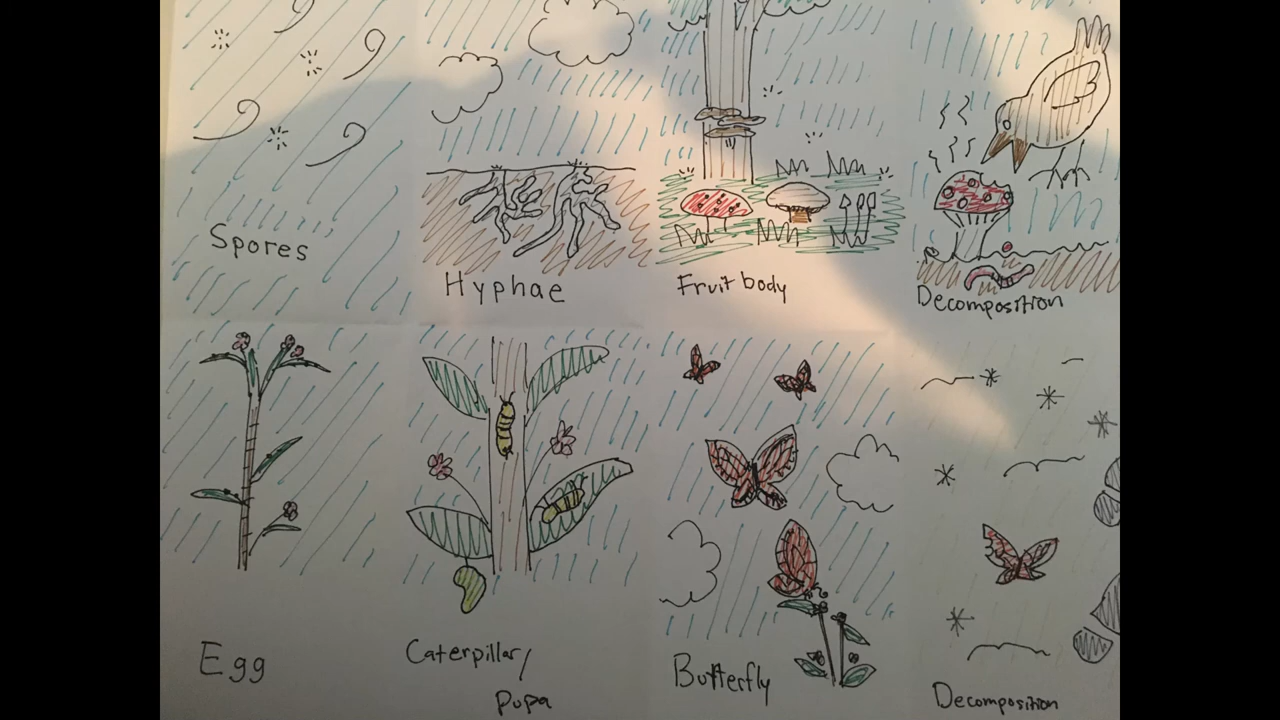 Spores
Hyphae
Fruit body
Decomposition
Egg
Caterpillar/
Pupa
Butterfly
Decomposition